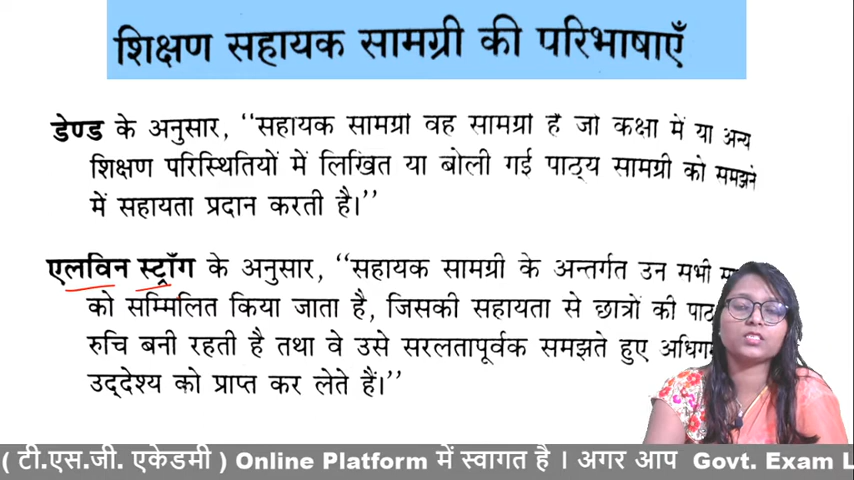 शिक्षण सहायक सामग्री की परिभाषाएँ
डेण्ड के अनुसार, ‘‘सहायक सामग्री वह सामग्री है जो कक्षा में या अन्य
शिक्षण परिस्थितियों में लिखित या बोली गई पाठ्य सामग्री को समझने
में सहायता प्रदान करती है।’’
एलविन स्ट्रॉग के अनुसार, ‘‘सहायक सामग्री के अन्तर्गत उन सभी
को सम्मिलित किया जाता है, जिसकी सहायता से छात्रों की
रुचि बनी रहती है तथा वे उसे सरलतापूर्वक समझते हुए
उद्देश्य को प्राप्त कर लेते हैं।’’
( टी.एस.जी. एकेडमी ) Online Platform में स्वागत है । अगर आप Govt. Exam